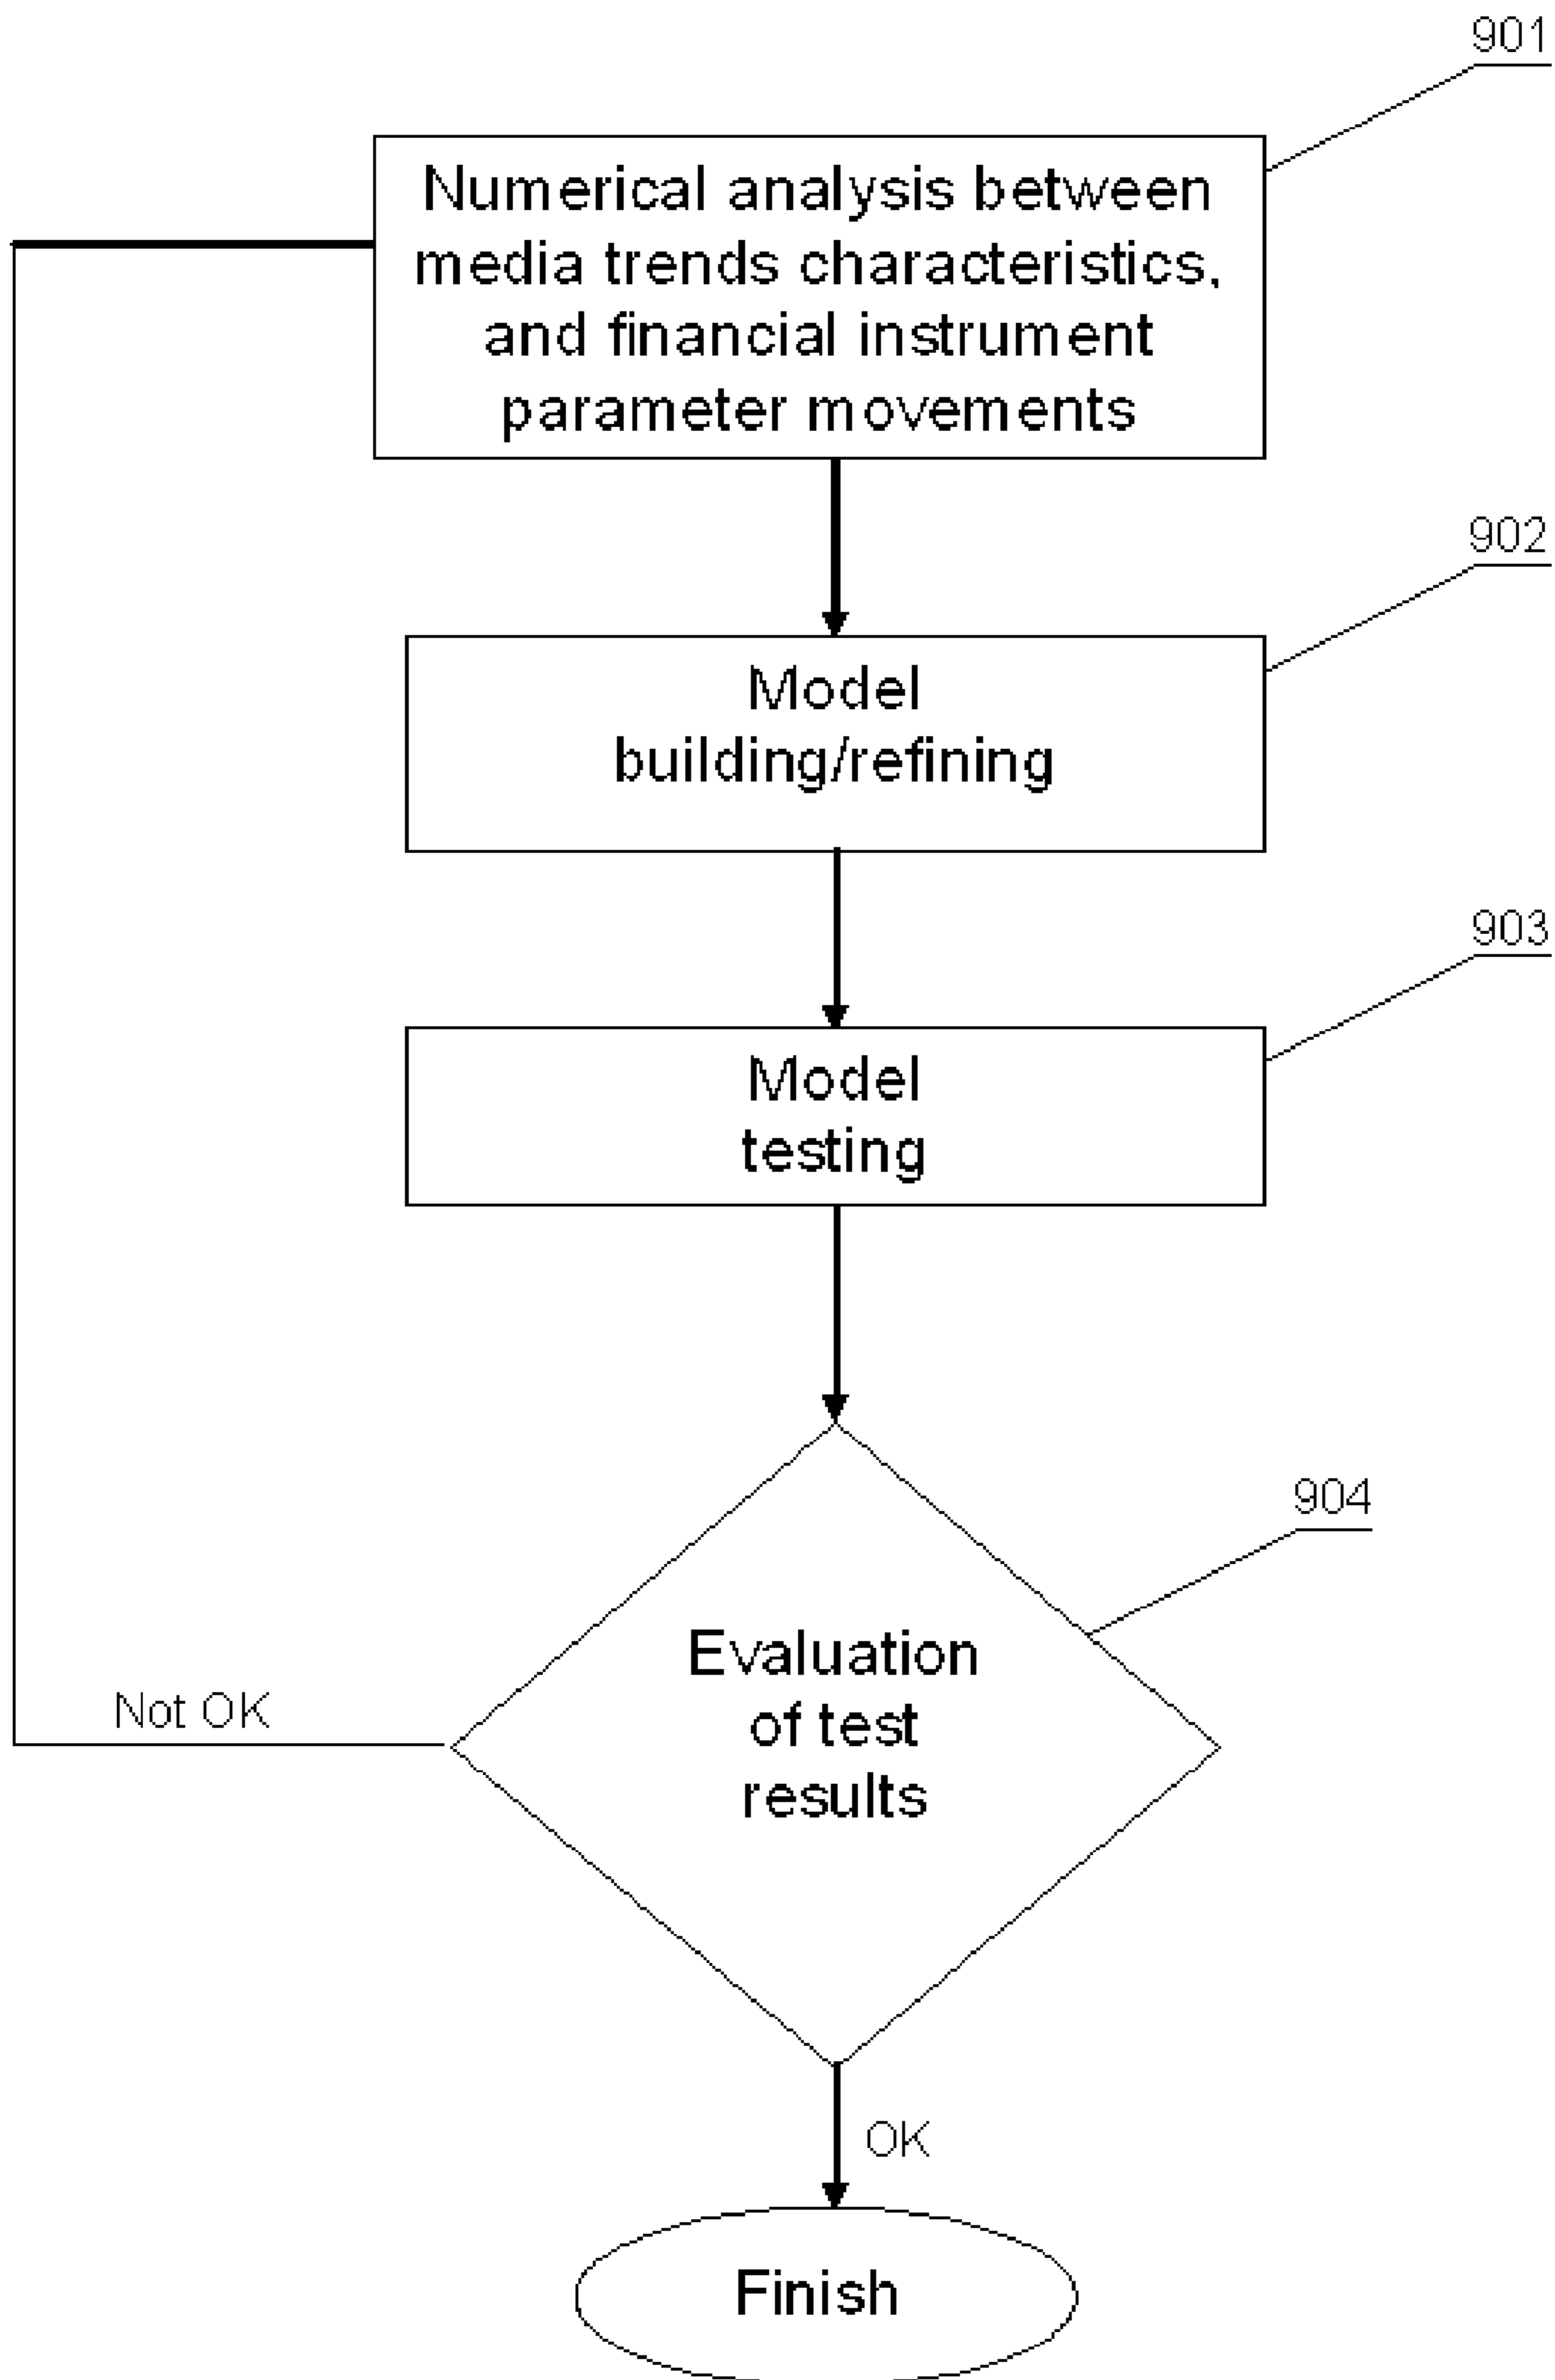 901
Numerical analysis between
media trends characteristics,
and financial instrument
parameter movements
902
Model
building/refining
903
Model
testing
904
Evaluation
of test
results
Not OK
OK
Finish